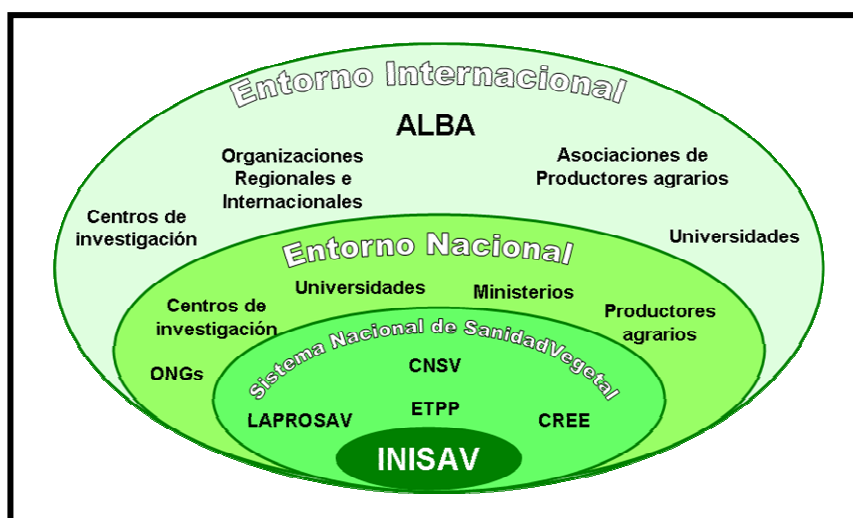 Entorno Internacional
ALBA
Organizaciones
Regionales e
Internacionales
Asociaciones de
Productores agrarios
Centros de
investigación
Universidades
Entorno Nacional
Universidades
Ministerios
Centros de
investigación
Productores
agrarios
ONGs
Sistema Nacional de SanidadVegetal
CNSV
ETPP
LAPROSAV
CREE
INISAV